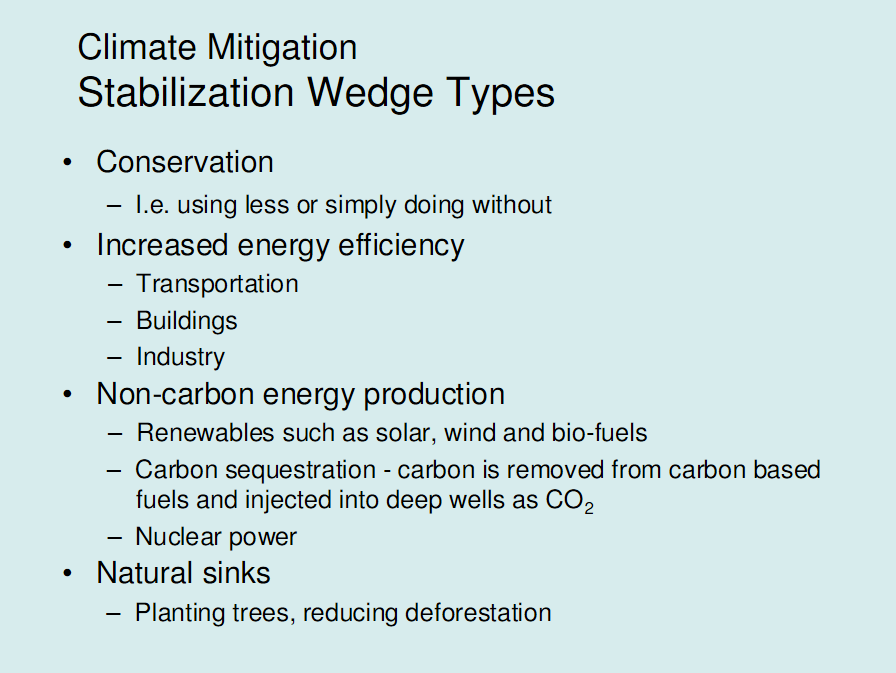 Climate Mitigation
Stabilization Wedge Types
• Conservation
– I.e. using less or simply doing without
• Increased energy efficiency
– Transportation
– Buildings
– Industry
• Non-carbon energy production
– Renewables such as solar, wind and bio-fuels
– Carbon sequestration - carbon is removed from carbon based
fuels and injected into deep wells as CO₂
– Nuclear power
• Natural sinks
– Planting trees, reducing deforestation